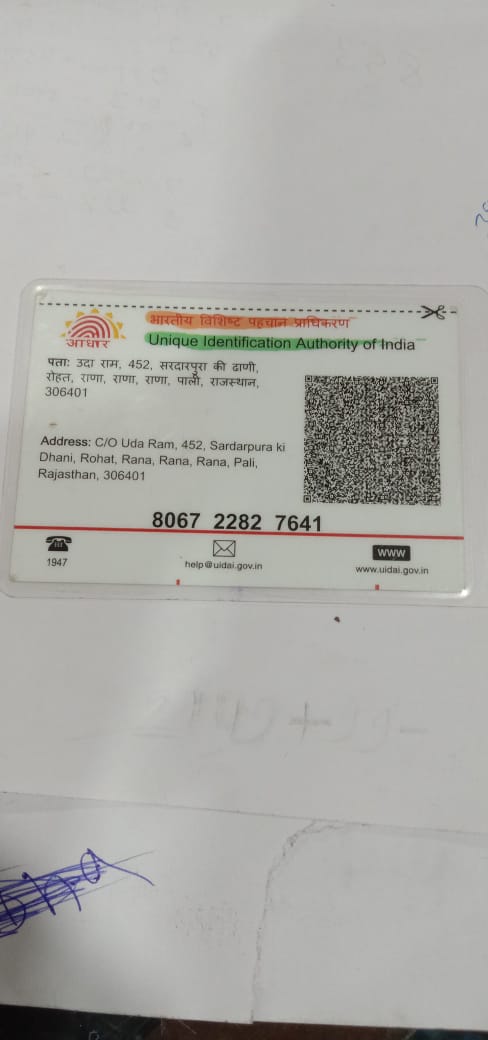 भारतीय विशिष्ट पहचान प्राधिकरण
आधार
Unique Identification Authority of India
पता: उदा राम, 452, सरदारपुरा की ढाणी,
रोहत, राणा, राणा, राणा, पाली, राजस्थान,
306401
Address: C/O Uda Ram, 452, Sardarpura ki
Dhani, Rohat, Rana, Rana, Rana, Pali,
Rajasthan, 306401
8067 2282 7641
1947
help@uidai.gov.in
WWW
www.uidai.gov.in